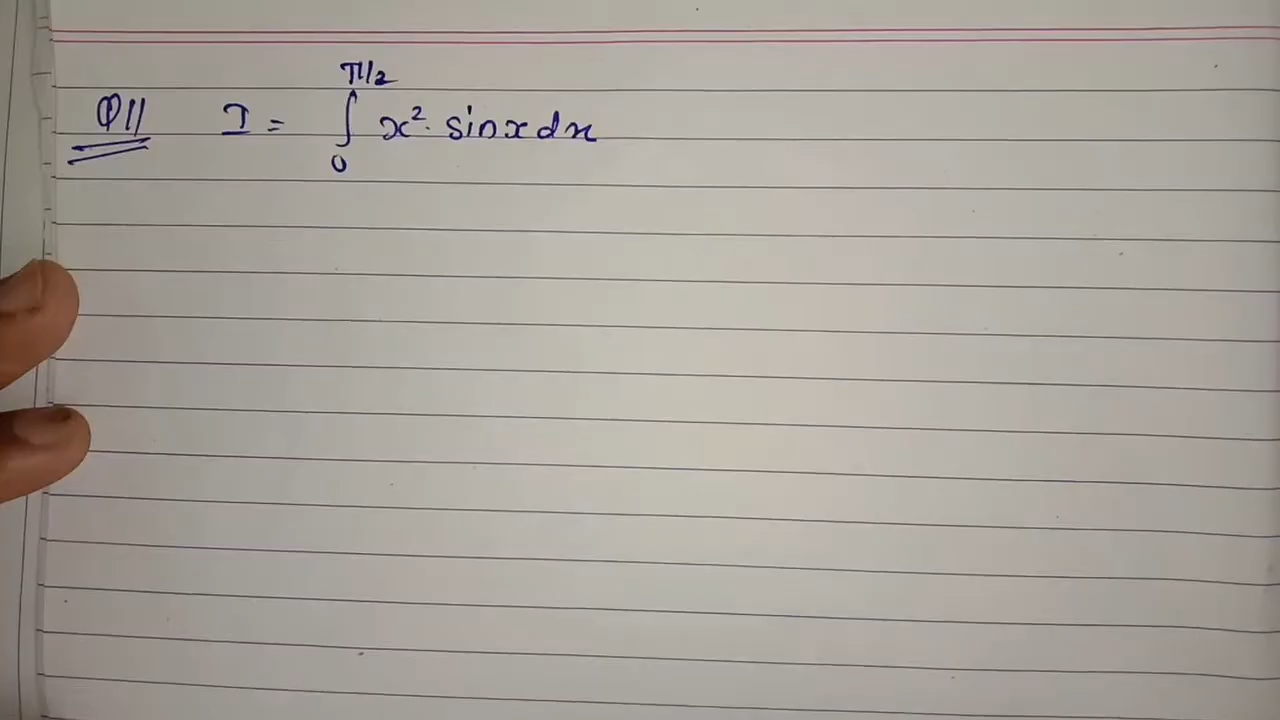 Q11 I = ∫₀^π/2 x². sinx dx